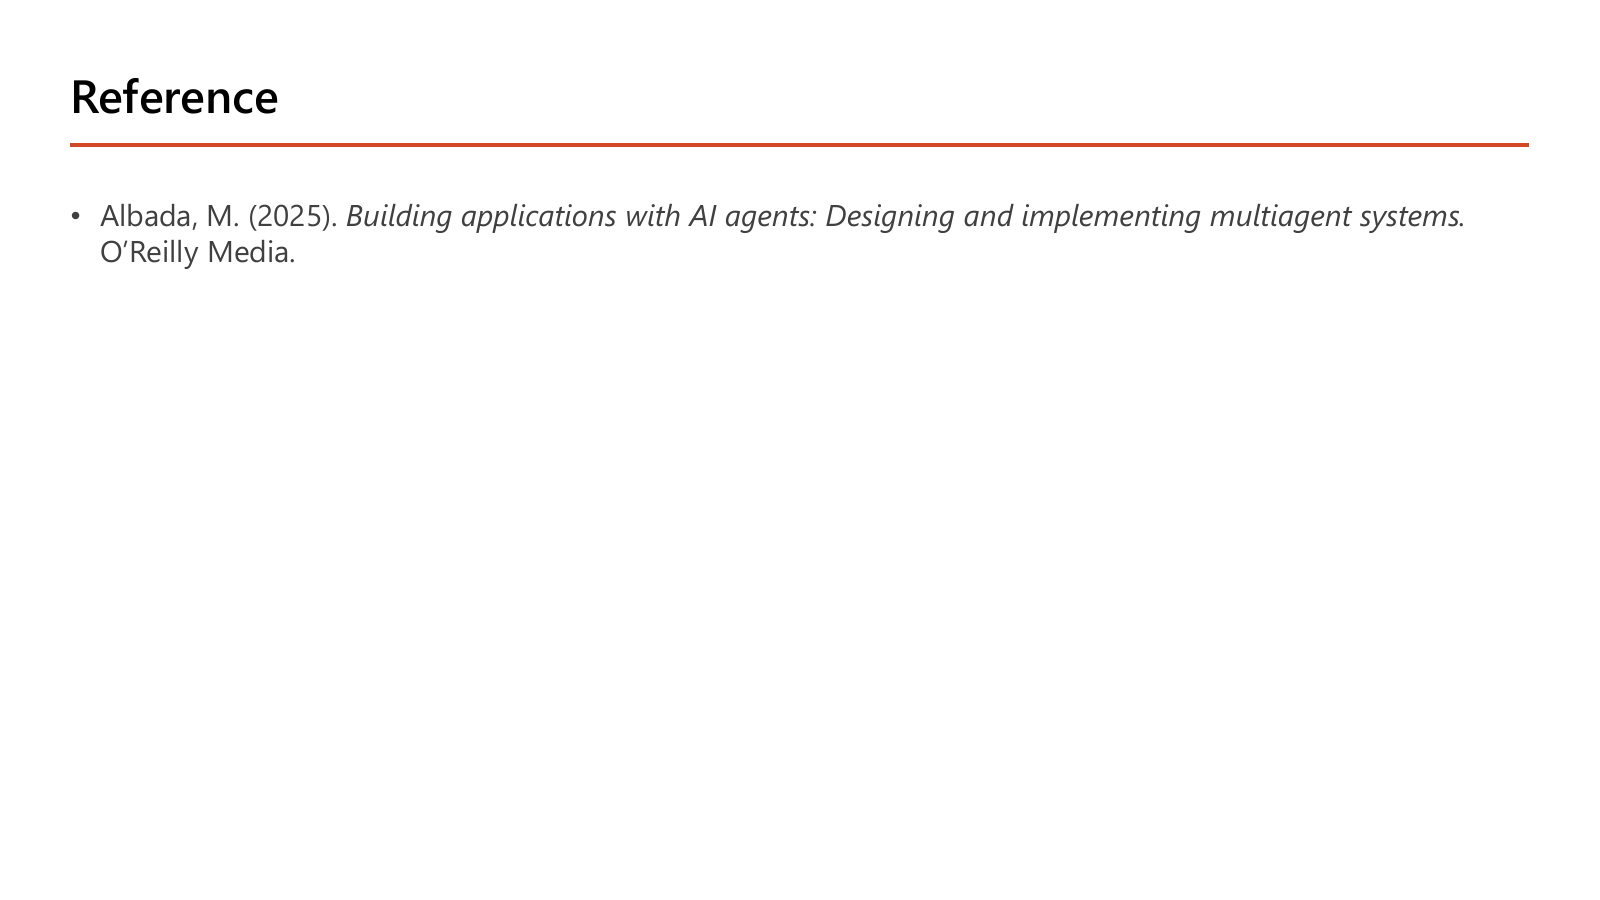 Reference
• Albada, M. (2025). Building applications with AI agents: Designing and implementing multiagent systems.
O’Reilly Media.